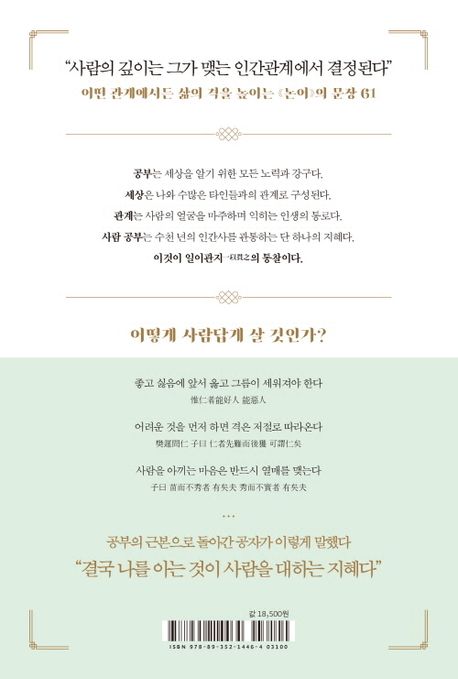 “사람의 깊이는 그가 맺는 인간관계에서 결정된다”
어떤 관계에서든 삶의 격을 높이는 《논어》의 문장 61
공부는 세상을 알기 위한 모든 노력과 강구다.
세상은 나와 수많은 타인들과의 관계로 구성된다.
관계는 사람의 얼굴을 마주하며 익히는 인생의 통로다.
사람 공부는 수천 년의 인간사를 관통하는 단 하나의 지혜다.
이것이 일이관지一以貫之의 통찰이다.
어떻게 사람답게 살 것인가?
좋고 싫음에 앞서 옳고 그름이 세워져야 한다
惟仁者能好人 能惡人
어려운 것을 먼저 하면 격은 저절로 따라온다
樊遲問仁 子曰 仁者先難而後獲 可謂仁矣
사람을 아끼는 마음은 반드시 열매를 맺는다
子曰 苗而不秀者 有矣夫 秀而不實者 有矣夫
…
공부의 근본으로 돌아간 공자가 이렇게 말했다
“결국 나를 아는 것이 사람을 대하는 지혜다”
값 18,500원
ISBN 978-89-352-1446-4 03100